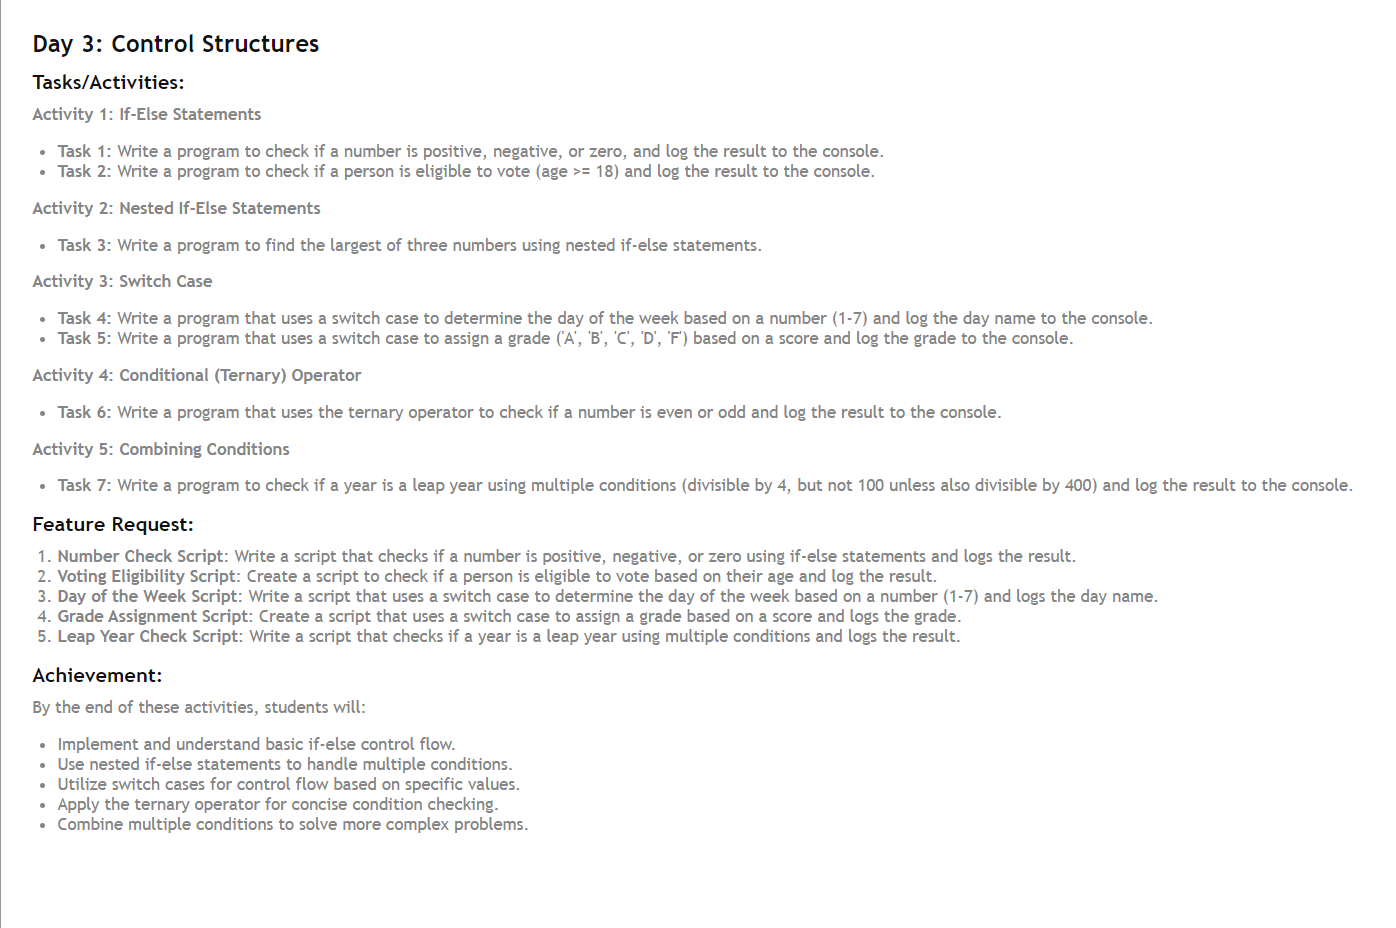 Day 3: Control Structures
Tasks/Activities:
Activity 1: If-Else Statements
• Task 1: Write a program to check if a number is positive, negative, or zero, and log the result to the console.
• Task 2: Write a program to check if a person is eligible to vote (age >= 18) and log the result to the console.
Activity 2: Nested If-Else Statements
• Task 3: Write a program to find the largest of three numbers using nested if-else statements.
Activity 3: Switch Case
• Task 4: Write a program that uses a switch case to determine the day of the week based on a number (1-7) and log the day name to the console.
• Task 5: Write a program that uses a switch case to assign a grade ('A', 'B', 'C', 'D', 'F') based on a score and log the grade to the console.
Activity 4: Conditional (Ternary) Operator
• Task 6: Write a program that uses the ternary operator to check if a number is even or odd and log the result to the console.
Activity 5: Combining Conditions
• Task 7: Write a program to check if a year is a leap year using multiple conditions (divisible by 4, but not 100 unless also divisible by 400) and log the result to the console.
Feature Request:
1. Number Check Script: Write a script that checks if a number is positive, negative, or zero using if-else statements and logs the result.
2. Voting Eligibility Script: Create a script to check if a person is eligible to vote based on their age and log the result.
3. Day of the Week Script: Write a script that uses a switch case to determine the day of the week based on a number (1-7) and logs the day name.
4. Grade Assignment Script: Create a script that uses a switch case to assign a grade based on a score and logs the grade.
5. Leap Year Check Script: Write a script that checks if a year is a leap year using multiple conditions and logs the result.
Achievement:
By the end of these activities, students will:
• Implement and understand basic if-else control flow.
• Use nested if-else statements to handle multiple conditions.
• Utilize switch cases for control flow based on specific values.
• Apply the ternary operator for concise condition checking.
• Combine multiple conditions to solve more complex problems.